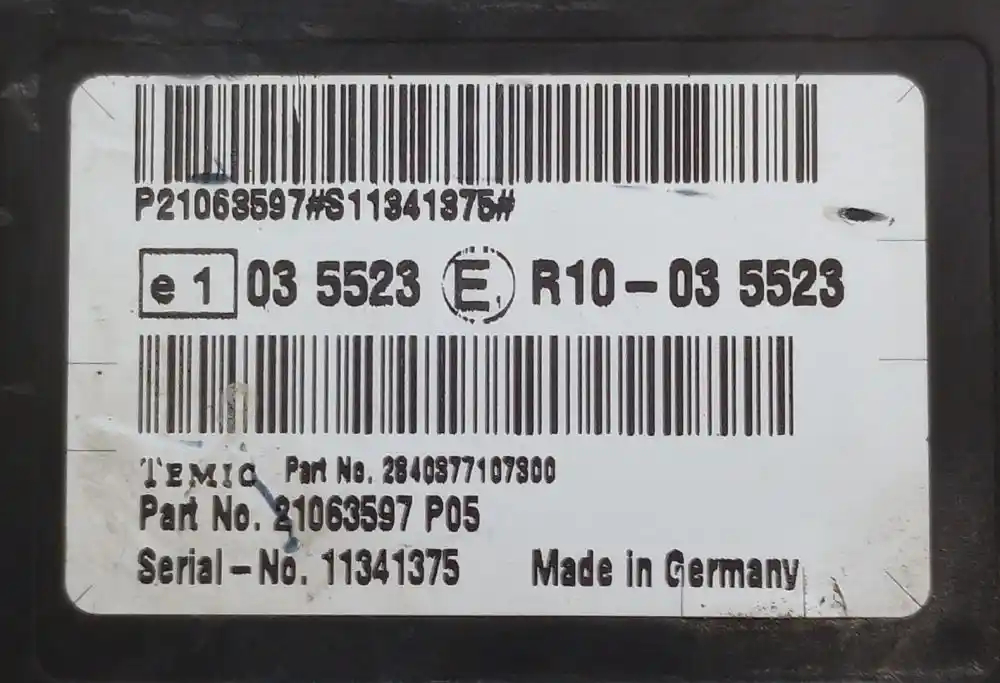 P21063597#S11341375#
e 1 03 5523 E R10 – 03 5523
TEMIC Part No. 2840377107300
Part No. 21063597 P05
Serial – No. 11341375 Made in Germany